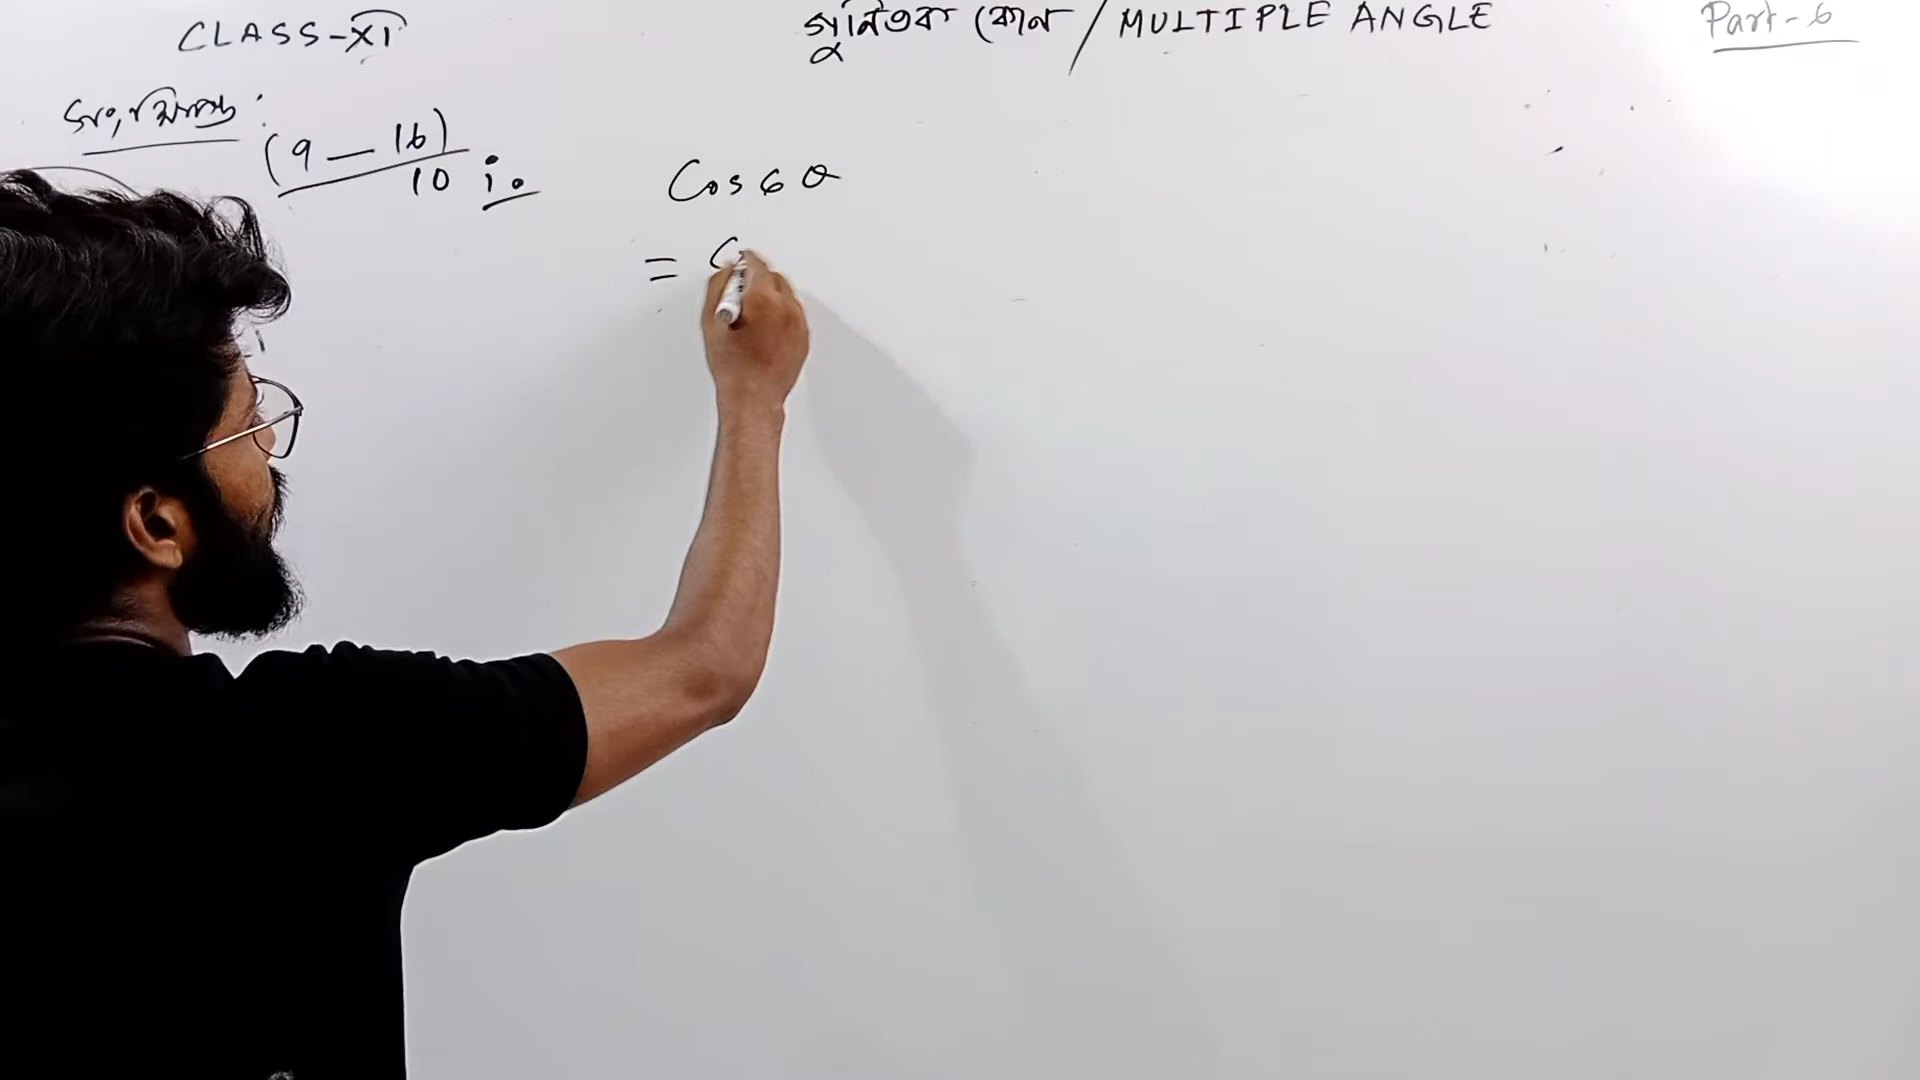 CLASS-XI
গুনিতক কোন / MULTIPLE ANGLE
Part-6
(9 — 16)
10 i.
Cos 6θ
= C